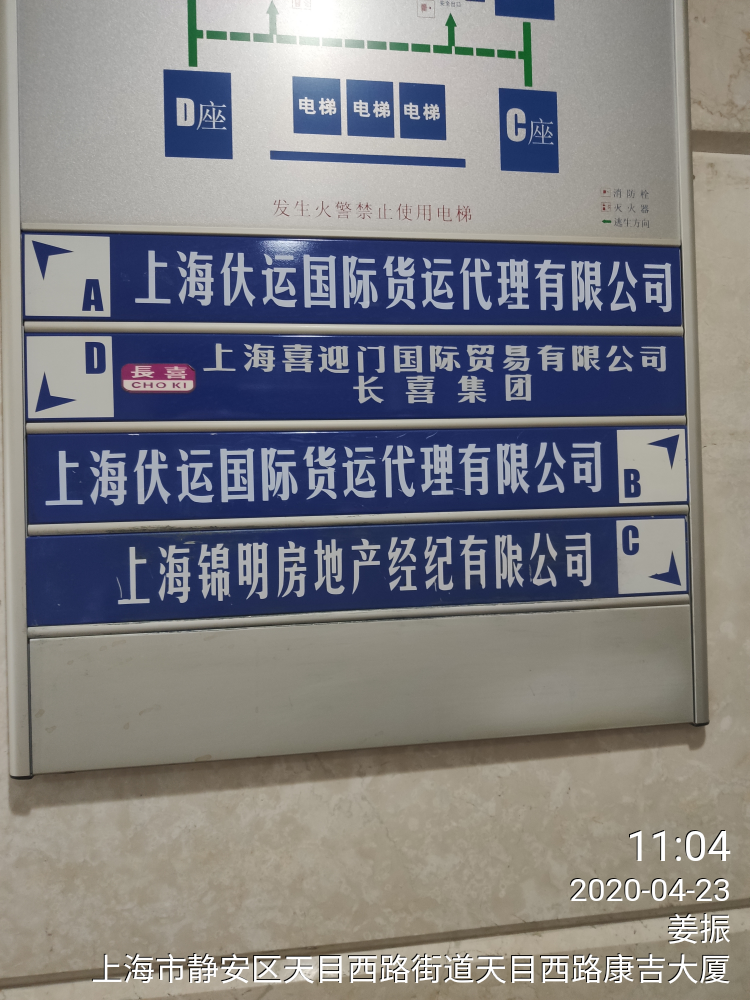 D座
电梯
电梯
电梯
C座
发生火警禁止使用电梯
消防栓
灭火器
逃生方向
A
上海伏运国际货运代理有限公司
D
長喜
CHO KI
上海喜迎门国际贸易有限公司
长喜集团
上海伏运国际货运代理有限公司
B
上海锦明房地产经纪有限公司
C
11:04
2020-04-23
姜振
上海市静安区天目西路街道天目西路康吉大厦